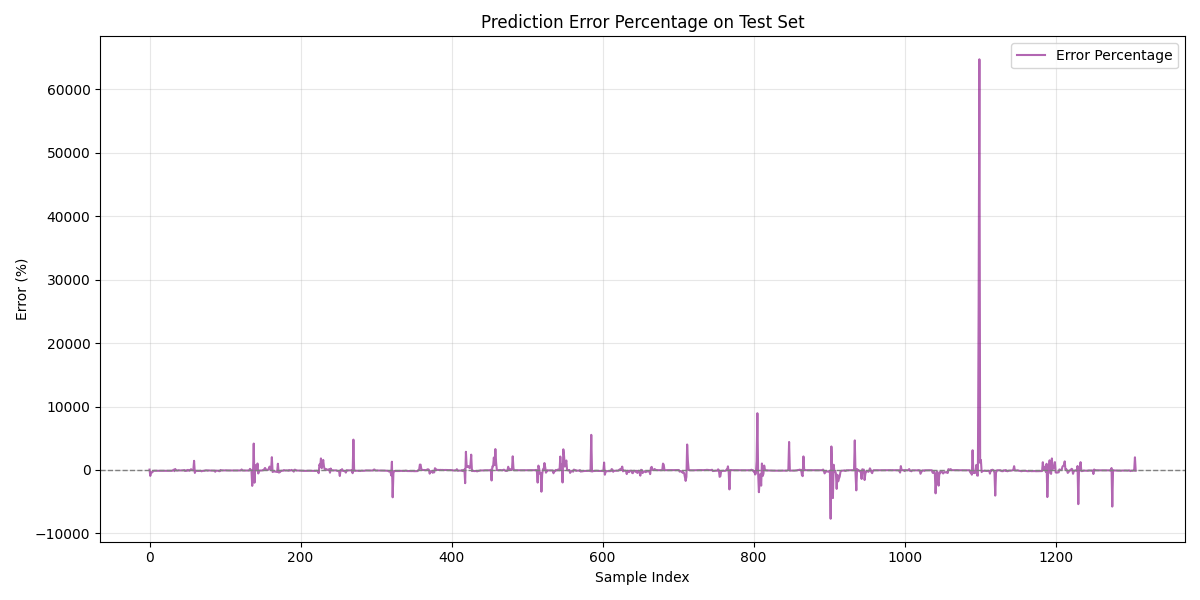 Prediction Error Percentage on Test Set
Error Percentage
60000
50000
40000
30000
20000
10000
0
−10000
Error (%)
0 200 400 600 800 1000 1200
Sample Index